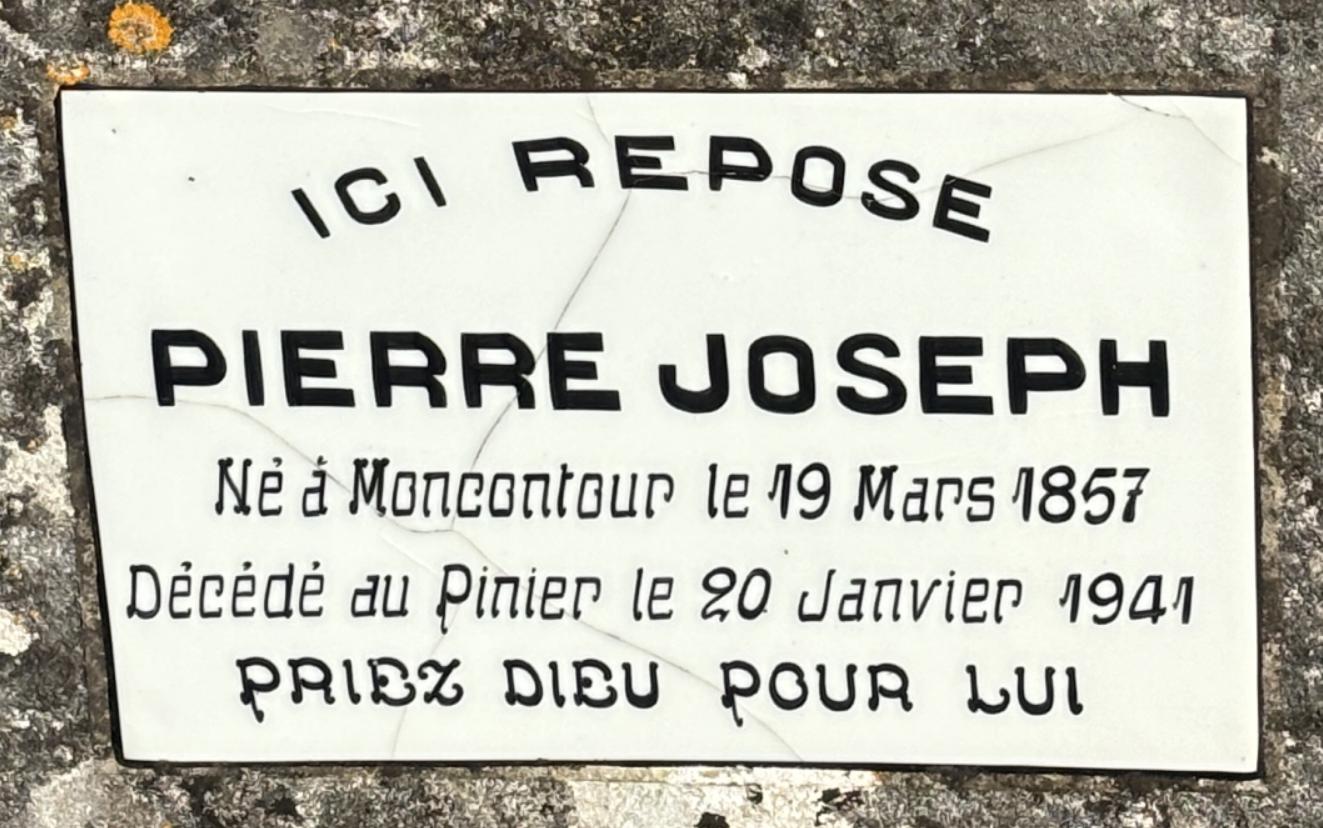 ICI REPOSE
PIERRE JOSEPH
Né à Moncontour le 19 Mars 1857
Décédé au Pinier le 20 Janvier 1941
PRIEZ DIEU POUR LUI